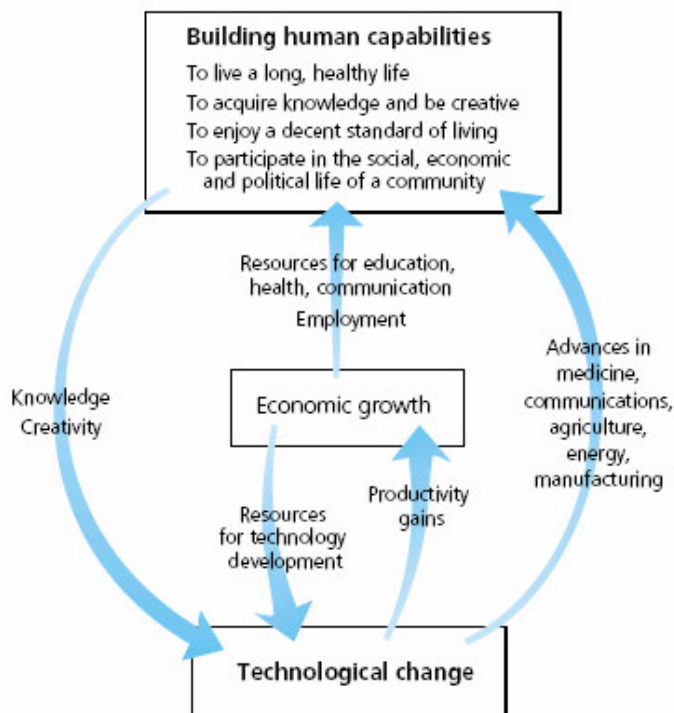 Building human capabilities
To live a long, healthy life
To acquire knowledge and be creative
To enjoy a decent standard of living
To participate in the social, economic
and political life of a community
Resources for education,
health, communication
Employment
Knowledge
Creativity
Economic growth
Advances in
medicine,
communications,
agriculture,
energy,
manufacturing
Resources
for technology
development
Productivity
gains
Technological change